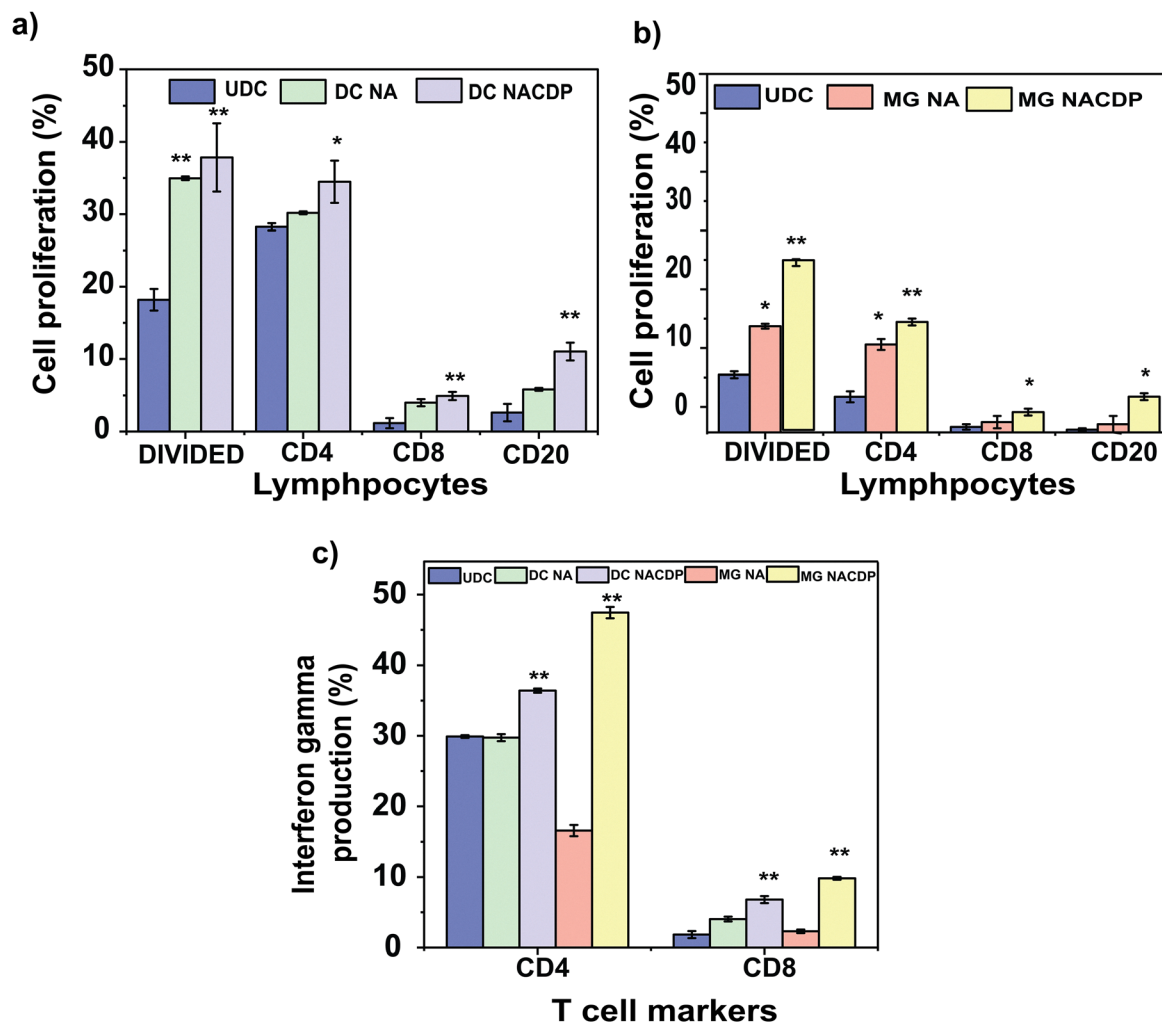 a)
Cell proliferation (%)
50
40
30
20
10
0
UDC DC NA DC NACDP
** ** * ** **
DIVIDED CD4 CD8 CD20
Lymphpocytes
b)
Cell proliferation (%)
50
40
30
20
10
0
UDC MG NA MG NACDP
* ** * ** * *
DIVIDED CD4 CD8 CD20
Lymphpocytes
c)
Interferon gamma
production (%)
50
40
30
20
10
0
UDC DC NA DC NACDP MG NA MG NACDP
** ** ** **
CD4 CD8
T cell markers